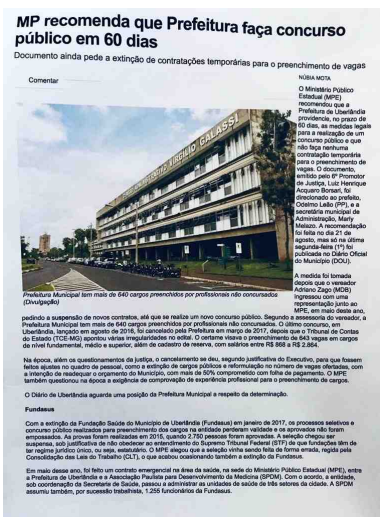 MP recomenda que Prefeitura faça concurso
público em 60 dias
Documento ainda pede a extinção de contratações temporárias para o preenchimento de vagas
Comentar
NÚBIA MOTA
O Ministério Público
Estadual (MPE)
recomendou que a
Prefeitura de Uberlândia
providencie, no prazo de
60 dias, as medidas legais
para a realização de um
concurso público e que
não faça nenhuma
contratação temporária
para o preenchimento de
vagas. O documento,
emitido pelo 6º Promotor
de Justiça, Luiz Henrique
Acquaro Borsari, foi
direcionado ao prefeito,
Odelmo Leão (PP), e a
secretária municipal de
Administração, Marly
Melazo. A recomendação
foi feita no dia 21 de
agosto, mas só na última
segunda-feira (1º) foi
publicada no Diário Oficial
do Município (DOU).
A medida foi tomada
depois que o vereador
Adriano Zago (MDB)
ingressou com uma
representação junto ao
MPE, em maio deste ano,
CENTRO ADMINISTRATIVO VIRGILIO GALASSI
Prefeitura Municipal tem mais de 640 cargos preenchidos por profissionais não concursados
(Divulgação)
pedindo a suspensão de novos contratos, até que se realize um novo concurso público. Segundo a assessoria do vereador, a
Prefeitura Municipal tem mais de 640 cargos preenchidos por profissionais não concursados. O último concurso, em
Uberlândia, lançado em agosto de 2016, foi cancelado pela Prefeitura em março de 2017, depois que o Tribunal de Contas
do Estado (TCE-MG) apontou várias irregularidades no edital. O certame visava o preenchimento de 643 vagas em cargos
de nível fundamental, médio e superior, além de cadastro de reserva, com salários entre R$ 868 a R$ 2.864.
Na época, além os questionamentos da justiça, o cancelamento se deu, segundo justificativa do Executivo, para que fossem
feitos ajustes no quadro de pessoal, como a extinção de cargos públicos e reformulação no número de vagas ofertadas, com
a intenção de readequar o orçamento do Município, com mais de 50% comprometido com folha de pagamento. O MPE
também questionou na época a exigência de comprovação de experiência profissional para o preenchimento de cargos.
O Diário de Uberlândia aguarda uma posição da Prefeitura Municipal a respeito da determinação.
Fundasus
Com a extinção da Fundação Saúde do Município de Uberlândia (Fundasus) em janeiro de 2017, os processos seletivos e
concurso público realizados para preenchimento dos cargos na entidade perderam validade e os aprovados não foram
empossados. As provas foram realizadas em 2015, quando 2.750 pessoas foram aprovadas. A seleção chegou ser
suspensa, sob justificativa de não obedecer ao entendimento do Supremo Tribunal Federal (STF) de que fundações têm de
ter regime jurídico único, ou seja, estatutário. O MPE alegou que a seleção vinha sendo feita de forma errada, regida pela
Consolidação das Leis do Trabalho (CLT), o que acabou ocasionando também a extinção da Fundasus.
Em maio desse ano, foi feito um contrato emergencial na área da saúde, na sede do Ministério Público Estadual (MPE), entre
a Prefeitura de Uberlândia e a Associação Paulista para Desenvolvimento da Medicina (SPDM). Com o acordo, a entidade,
sob coordenação da Secretaria de Saúde, passou a administrar as unidades de saúde de três setores da cidade. A SPDM
assumiu também, por sucessão trabalhista, 1.255 funcionários da Fundasus.